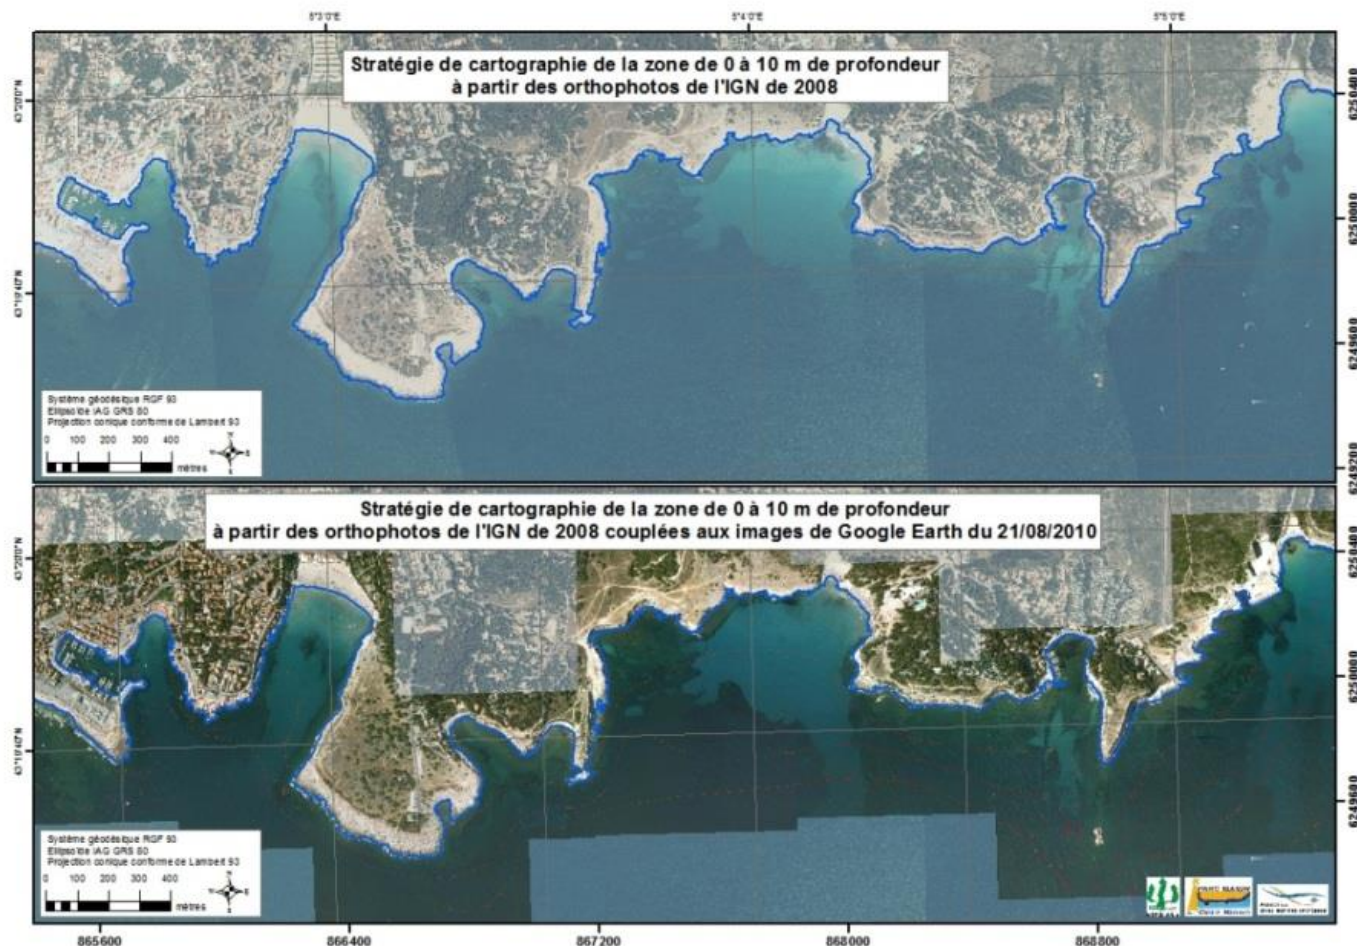 5°3'0"E
5°4'0"E
5°5'0"E
Stratégie de cartographie de la zone de 0 à 10 m de profondeur
à partir des orthophotos de l'IGN de 2008
43°20'0"N
43°19'40"N
6250400
6250000
6249600
6249200
Système géodésique RGF 93
Ellipsoïde IAG GRS 80
Projection conique conforme de Lambert 93
0 100 200 300 400
mètres
N
W E
S
Stratégie de cartographie de la zone de 0 à 10 m de profondeur
à partir des orthophotos de l'IGN de 2008 couplées aux images de Google Earth du 21/08/2010
43°20'0"N
43°19'40"N
6250400
6250000
6249600
Système géodésique RGF 93
Ellipsoïde IAG GRS 80
Projection conique conforme de Lambert 93
0 100 200 300 400
mètres
N
W E
S
PARC MARIN
865600
866400
867200
868000
868800